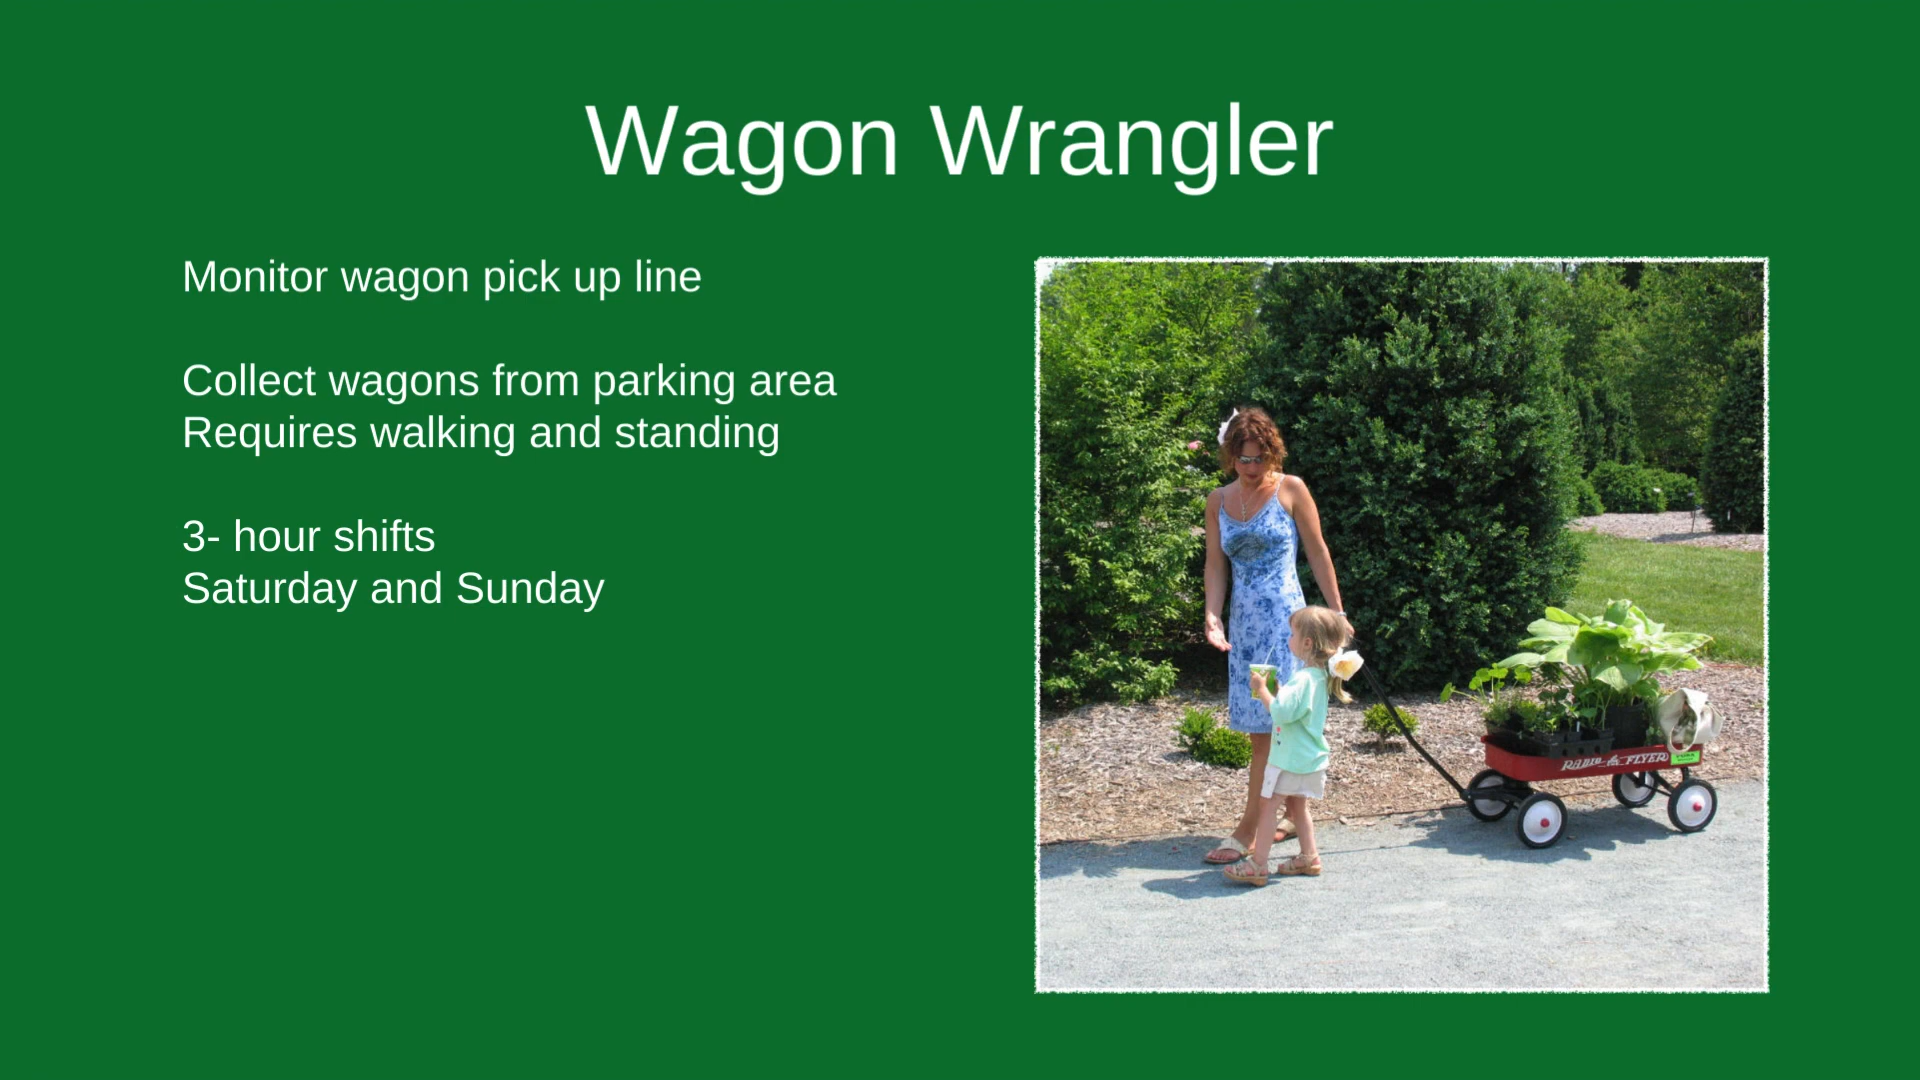 Wagon Wrangler
Monitor wagon pick up line
Collect wagons from parking area
Requires walking and standing
3- hour shifts
Saturday and Sunday
RADIO FLYER